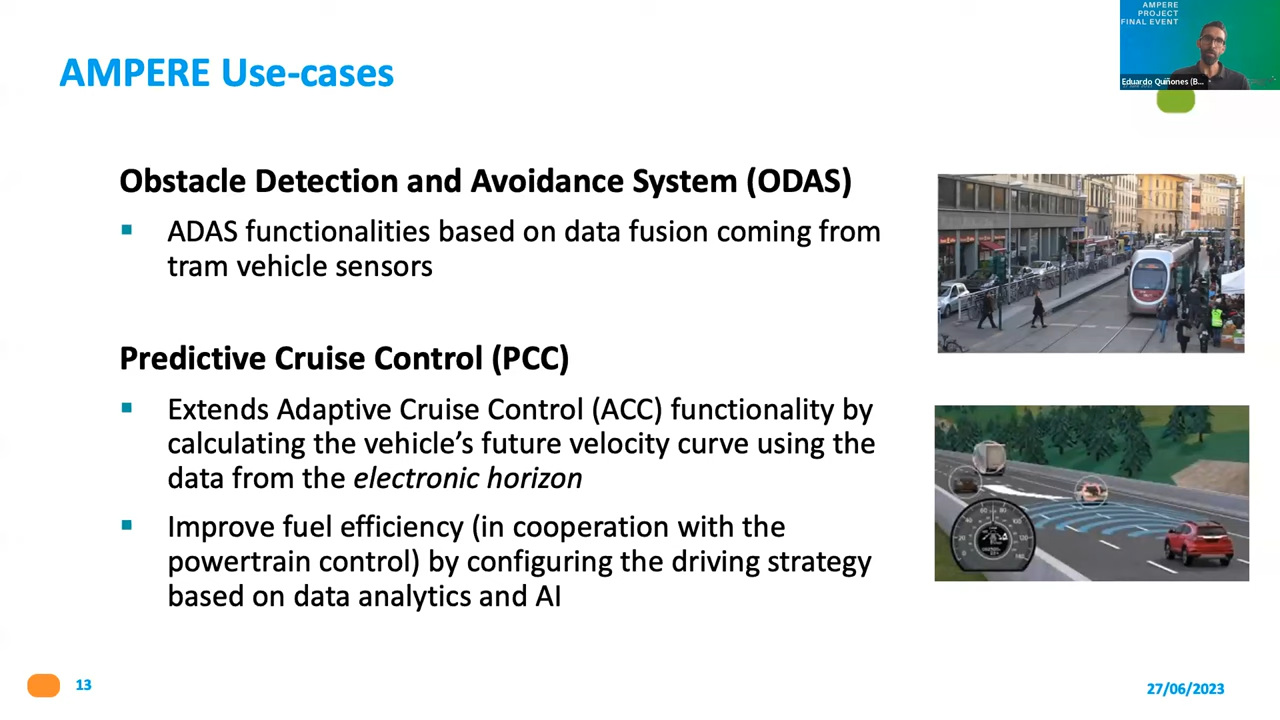 AMPERE
PROJECT
FINAL EVENT
Eduardo Quiñones (B...
AMPERE Use-cases
Obstacle Detection and Avoidance System (ODAS)
▪ ADAS functionalities based on data fusion coming from
tram vehicle sensors
Predictive Cruise Control (PCC)
▪ Extends Adaptive Cruise Control (ACC) functionality by
calculating the vehicle’s future velocity curve using the
data from the electronic horizon
▪ Improve fuel efficiency (in cooperation with the
powertrain control) by configuring the driving strategy
based on data analytics and AI
13
27/06/2023